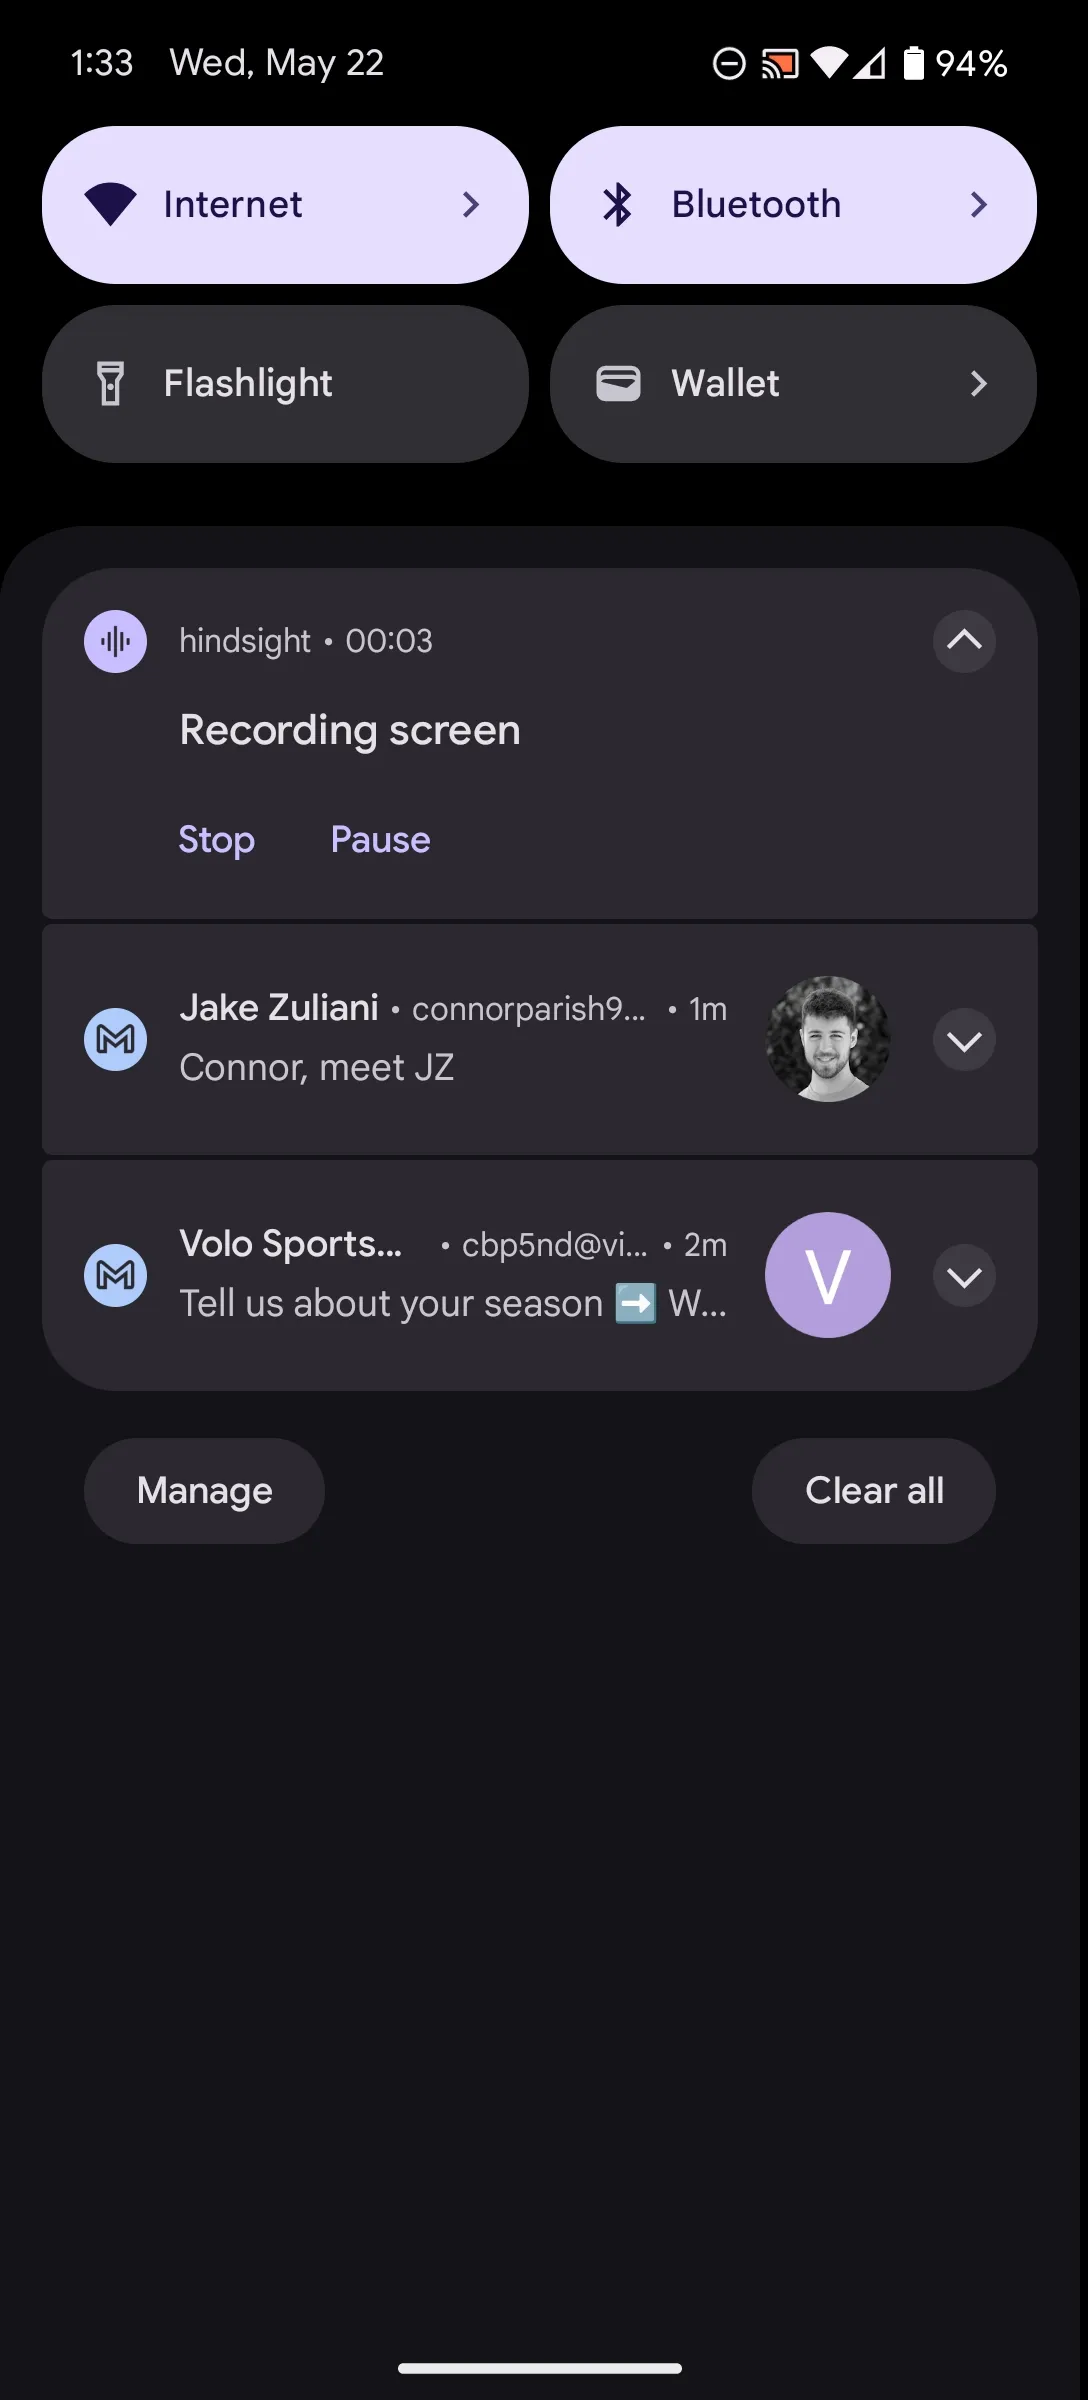 1:33 Wed, May 22 94%
Internet Bluetooth
Flashlight Wallet
hindsight • 00:03
Recording screen
Stop Pause
Jake Zuliani • connorparish9... • 1m
Connor, meet JZ
Volo Sports... • cbp5nd@vi... • 2m
Tell us about your season ➡️ W...
V
Manage Clear all